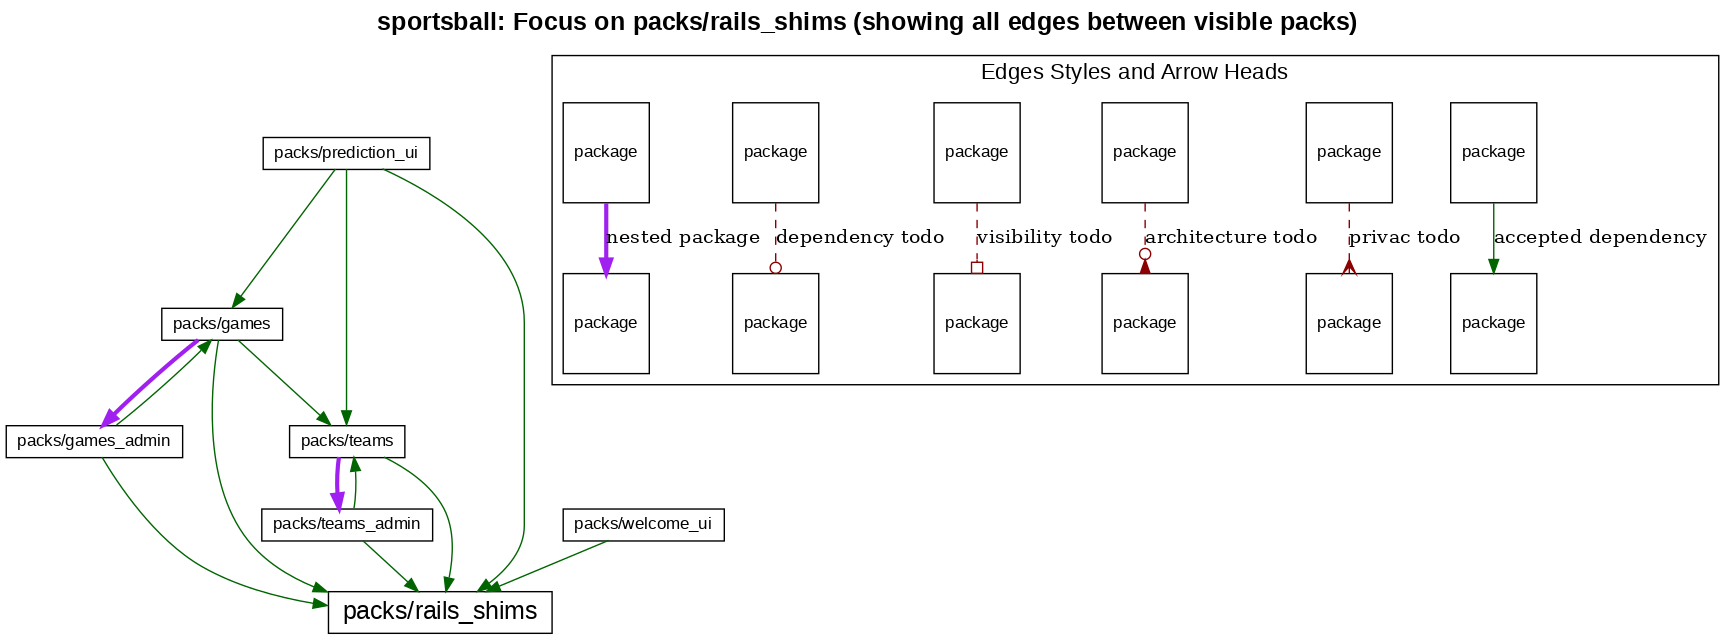 sportsball: Focus on packs/rails_shims (showing all edges between visible packs)
Edges Styles and Arrow Heads
package
package
package
package
package
package
nested package
dependency todo
visibility todo
architecture todo
privac todo
accepted dependency
package
package
package
package
package
package
packs/prediction_ui
packs/games
packs/games_admin
packs/teams
packs/teams_admin
packs/welcome_ui
packs/rails_shims